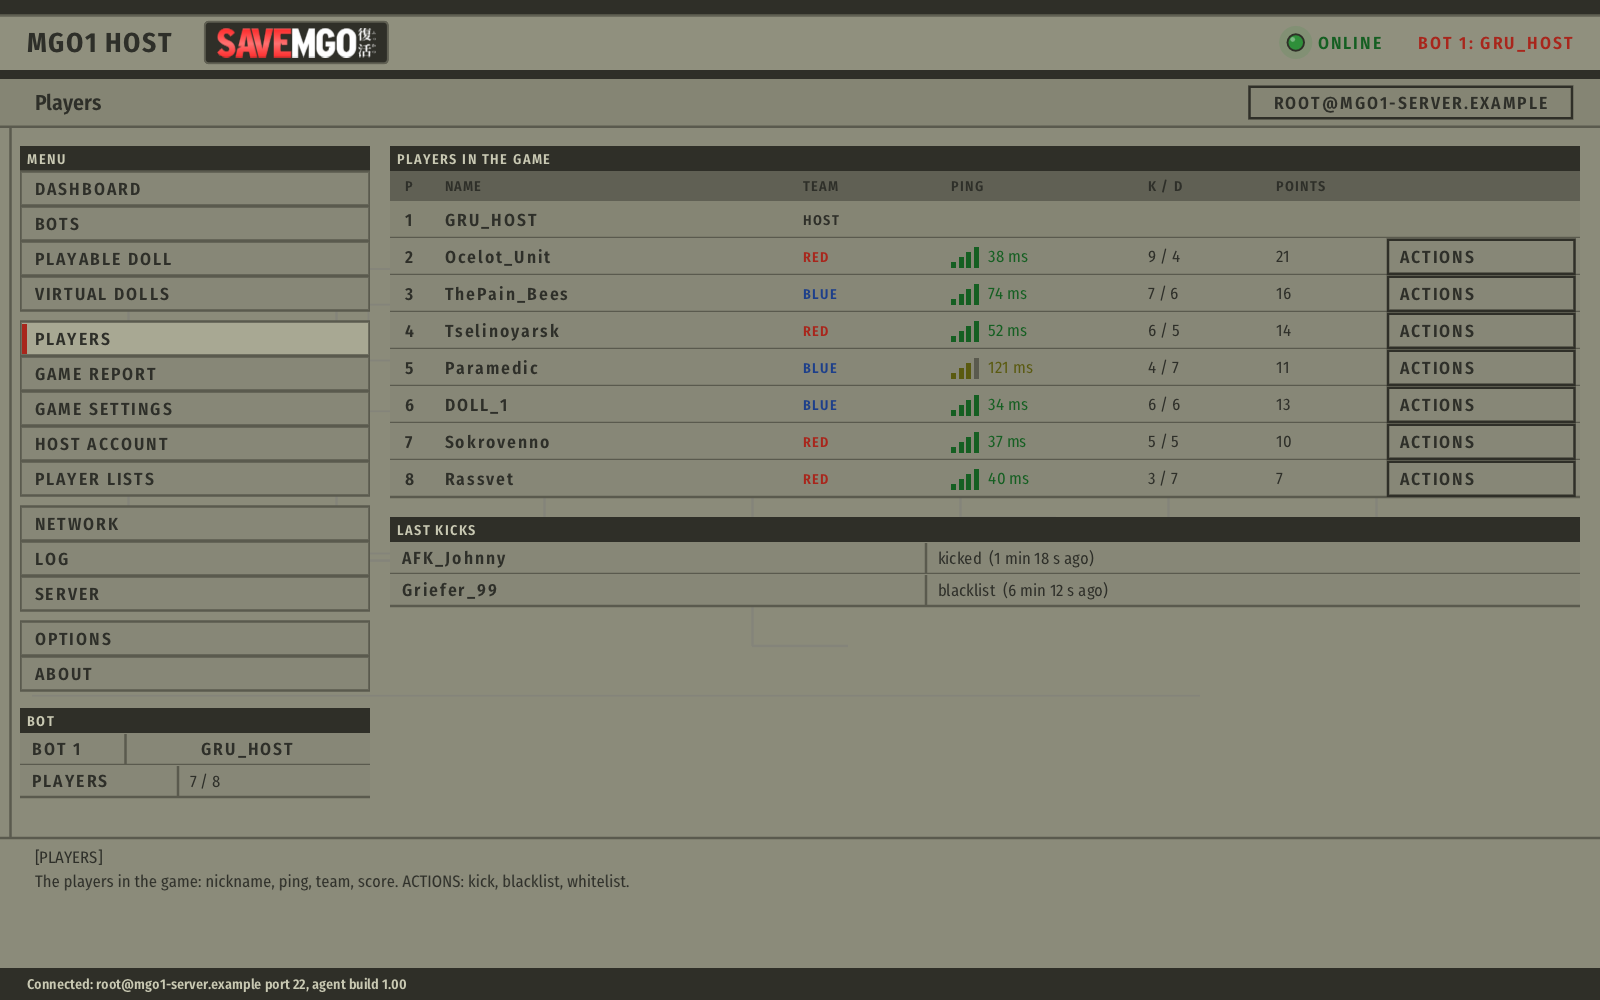 MGO1 HOST
SAVEMGO 復活
ONLINE
BOT 1: GRU_HOST
Players
ROOT@MGO1-SERVER.EXAMPLE
MENU
DASHBOARD
BOTS
PLAYABLE DOLL
VIRTUAL DOLLS
PLAYERS
GAME REPORT
GAME SETTINGS
HOST ACCOUNT
PLAYER LISTS
NETWORK
LOG
SERVER
OPTIONS
ABOUT
BOT
BOT 1 GRU_HOST
PLAYERS 7 / 8
PLAYERS IN THE GAME
P NAME TEAM PING K / D POINTS
1 GRU_HOST HOST
2 Ocelot_Unit RED 38 ms 9 / 4 21 ACTIONS
3 ThePain_Bees BLUE 74 ms 7 / 6 16 ACTIONS
4 Tselinoyarsk RED 52 ms 6 / 5 14 ACTIONS
5 Paramedic BLUE 121 ms 4 / 7 11 ACTIONS
6 DOLL_1 BLUE 34 ms 6 / 6 13 ACTIONS
7 Sokrovenno RED 37 ms 5 / 5 10 ACTIONS
8 Rassvet RED 40 ms 3 / 7 7 ACTIONS
LAST KICKS
AFK_Johnny kicked (1 min 18 s ago)
Griefer_99 blacklist (6 min 12 s ago)
[PLAYERS]
The players in the game: nickname, ping, team, score. ACTIONS: kick, blacklist, whitelist.
Connected: root@mgo1-server.example port 22, agent build 1.00